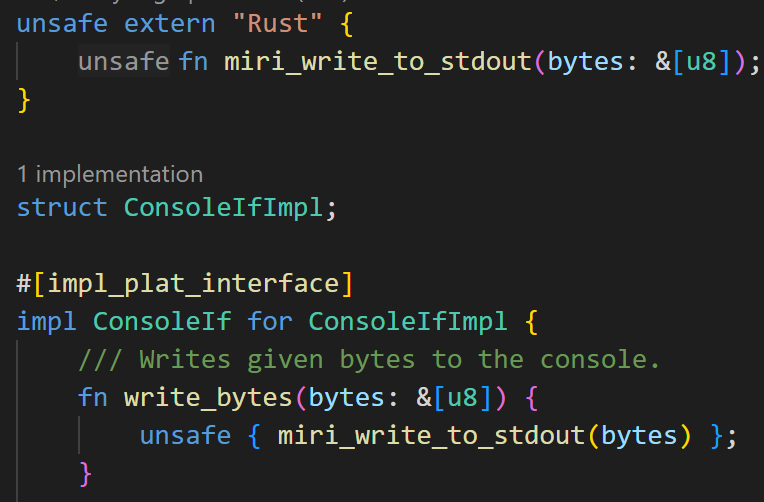 unsafe extern "Rust" {
    unsafe fn miri_write_to_stdout(bytes: &[u8]);
}
1 implementation
struct ConsoleIfImpl;
#[impl_plat_interface]
impl ConsoleIf for ConsoleIfImpl {
    /// Writes given bytes to the console.
    fn write_bytes(bytes: &[u8]) {
        unsafe { miri_write_to_stdout(bytes) };
    }